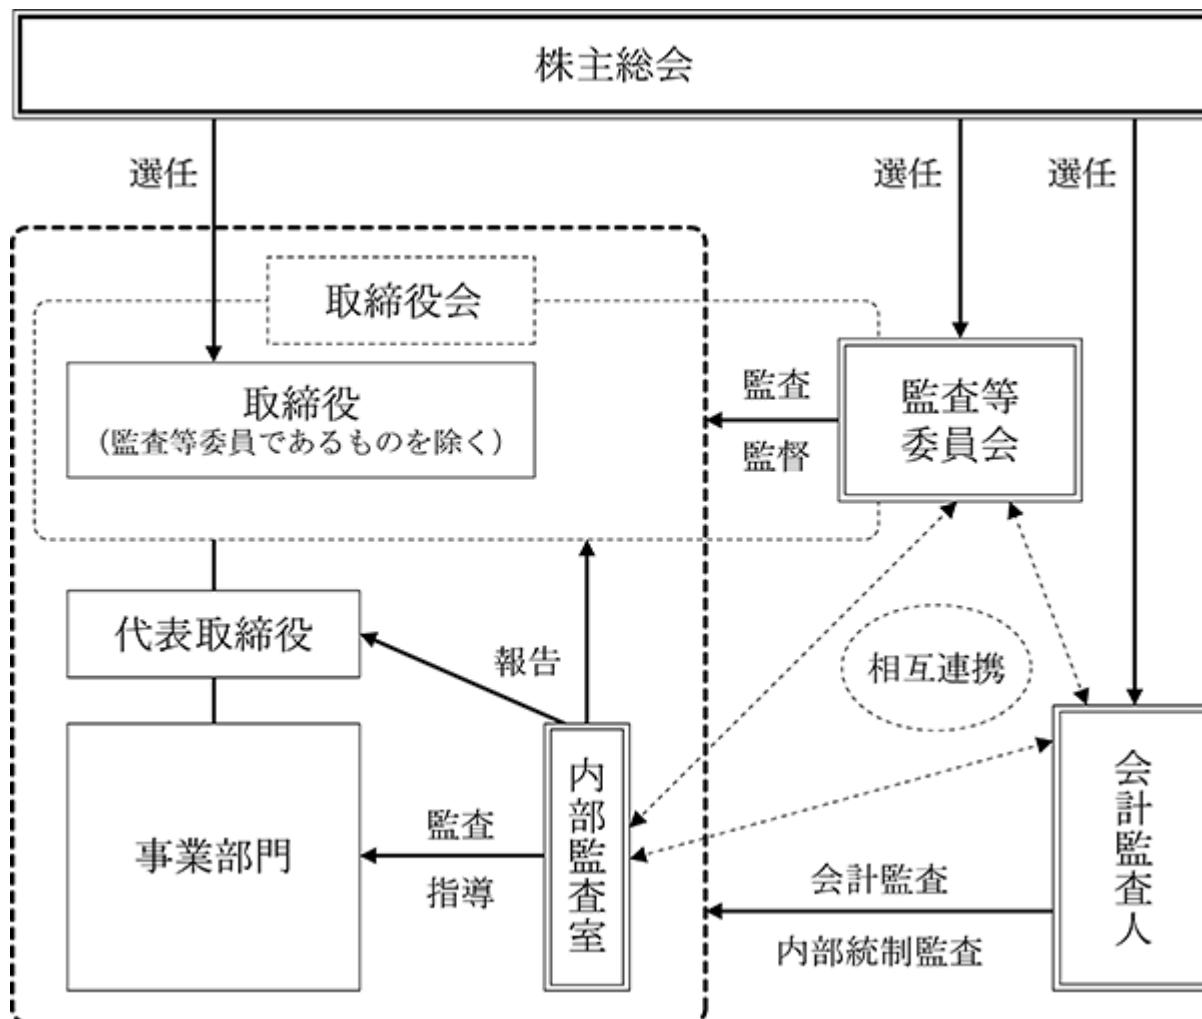 株主総会
選任
選任
選任
取締役会
取締役
(監査等委員であるものを除く)
監査
監督
監査等
委員会
代表取締役
報告
相互連携
事業部門
監査
指導
内部監査室
会計監査
内部統制監査
会計監査人